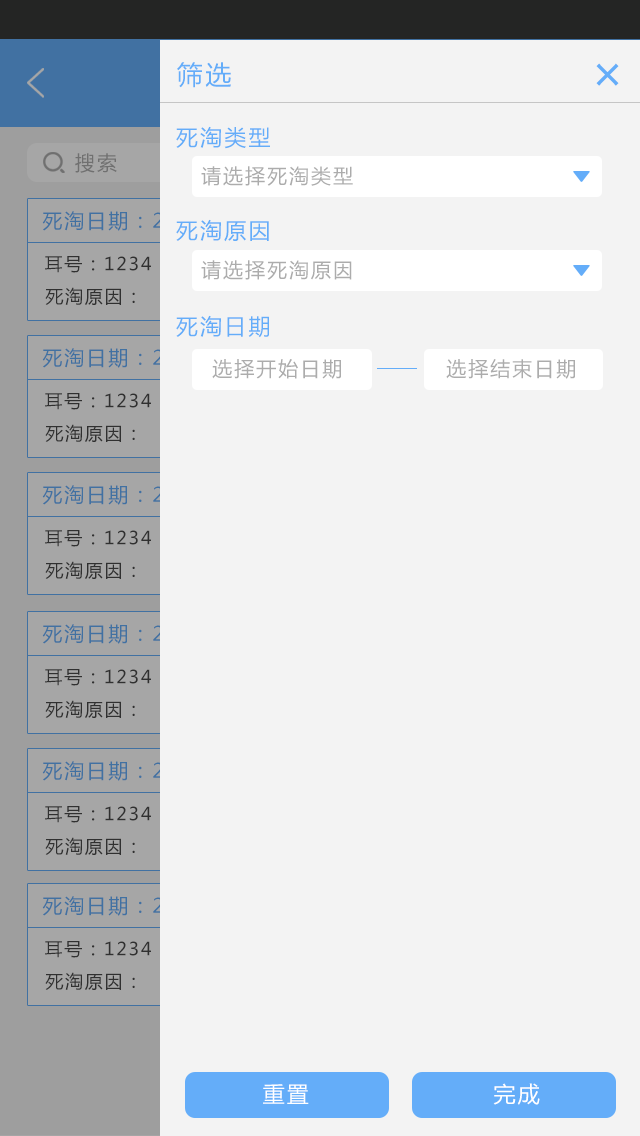 筛选
死淘类型
请选择死淘类型
死淘原因
请选择死淘原因
死淘日期
选择开始日期
选择结束日期
重置
完成
搜索
死淘日期：2
耳号：1234
死淘原因：
死淘日期：2
耳号：1234
死淘原因：
死淘日期：2
耳号：1234
死淘原因：
死淘日期：2
耳号：1234
死淘原因：
死淘日期：2
耳号：1234
死淘原因：
死淘日期：2
耳号：1234
死淘原因：